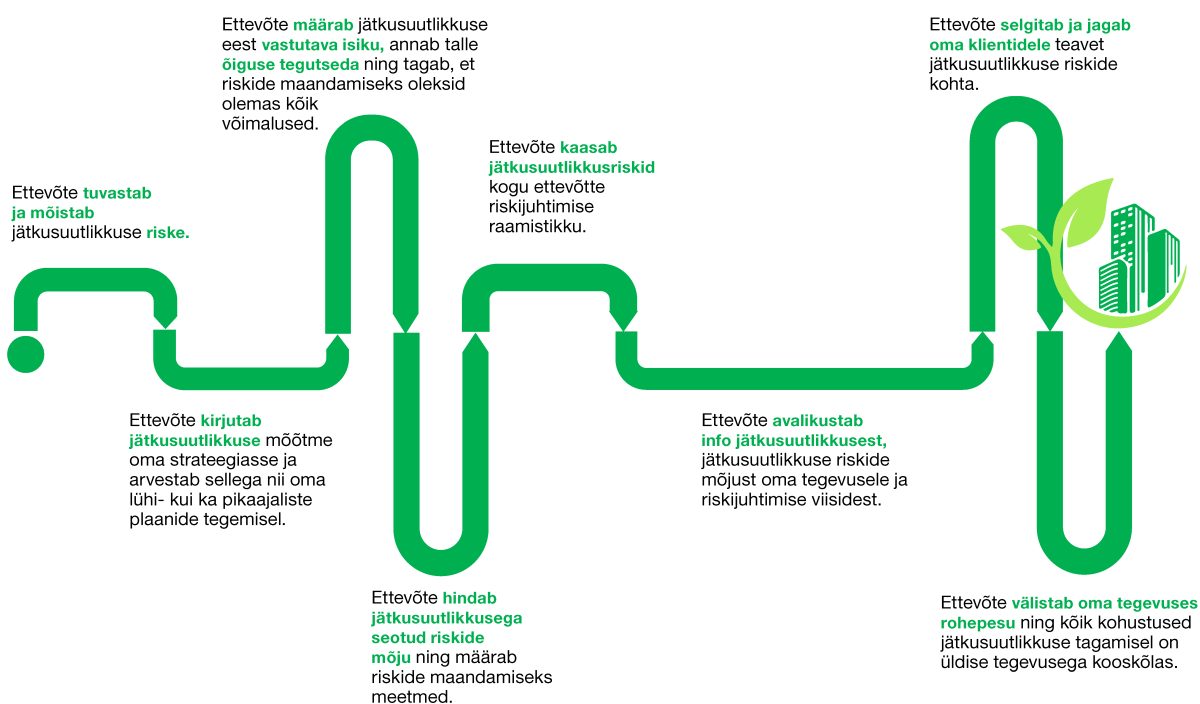 Ettevõte tuvastab
ja mõistab
jätkusuutlikkuse riske.
Ettevõte kirjutab
jätkusuutlikkuse mõõtme
oma strateegiasse ja
arvestab sellega nii oma
lühi- kui ka pikaajaliste
plaanide tegemisel.
Ettevõte määrab jätkusuutlikkuse
eest vastutava isiku, annab talle
õiguse tegutseda ning tagab, et
riskide maandamiseks oleksid
olemas kõik
võimalused.
Ettevõte hindab
jätkusuutlikkusega
seotud riskide
mõju ning määrab
riskide maandamiseks
meetmed.
Ettevõte kaasab
jätkusuutlikkusriskid
kogu ettevõtte
riskijuhtimise
raamistikku.
Ettevõte avalikustab
info jätkusuutlikkusest,
jätkusuutlikkuse riskide
mõjust oma tegevusele ja
riskijuhtimise viisidest.
Ettevõte selgitab ja jagab
oma klientidele teavet
jätkusuutlikkuse riskide
kohta.
Ettevõte välistab oma tegevuses
rohepesu ning kõik kohustused
jätkusuutlikkuse tagamisel on
üldise tegevusega kooskõlas.